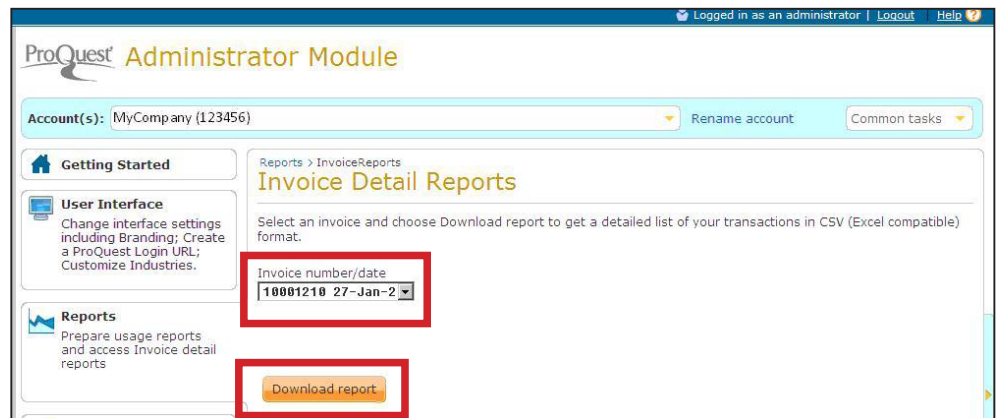 Logged in as an administrator | Logout Help ?
ProQuest Administrator Module
Account(s): MyCompany (123456) Rename account Common tasks
Getting Started
User Interface
Change interface settings
including Branding; Create
a ProQuest Login URL;
Customize Industries.
Reports
Prepare usage reports
and access Invoice detail
reports
Reports > InvoiceReports
Invoice Detail Reports
Select an invoice and choose Download report to get a detailed list of your transactions in CSV (Excel compatible)
format.
Invoice number/date
10001210 27-Jan-2
Download report